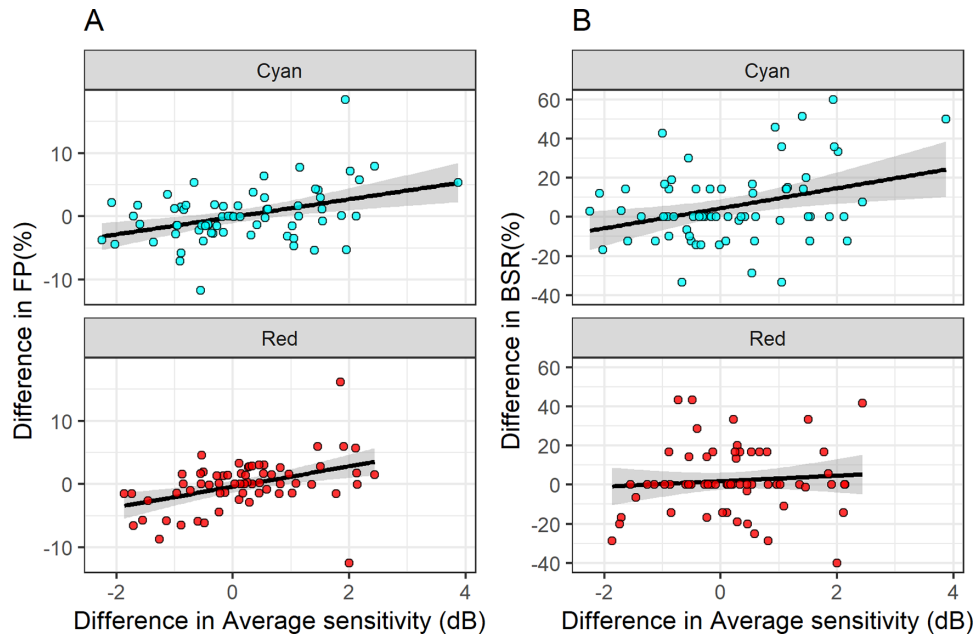 A
Cyan
10
0
-10
Red
10
0
-10
-2
0
2
4
Difference in FP(%)
Difference in Average sensitivity (dB)
B
Cyan
60
40
20
0
-20
-40
Red
60
40
20
0
-20
-40
-2
0
2
4
Difference in BSR(%)
Difference in Average sensitivity (dB)